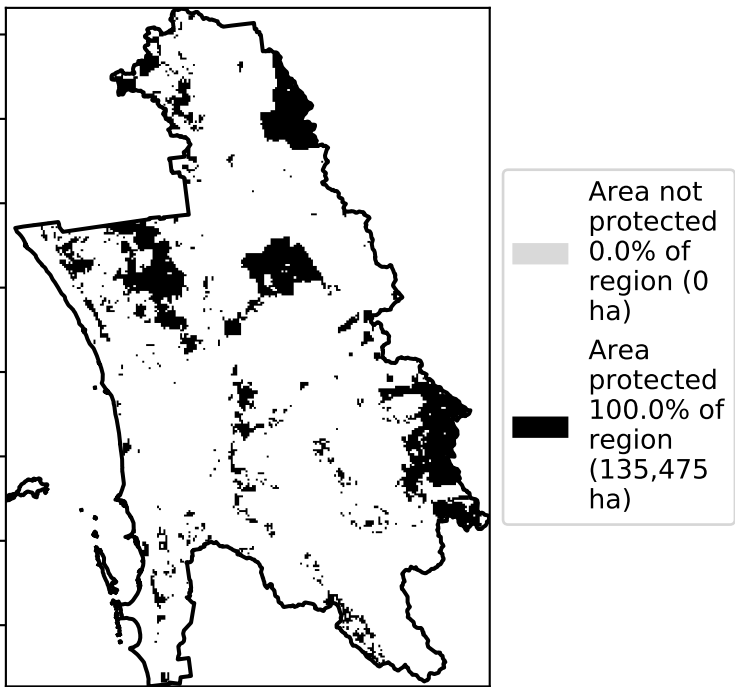 Area not
protected
0.0% of
region (0
ha)
Area
protected
100.0% of
region
(135,475
ha)